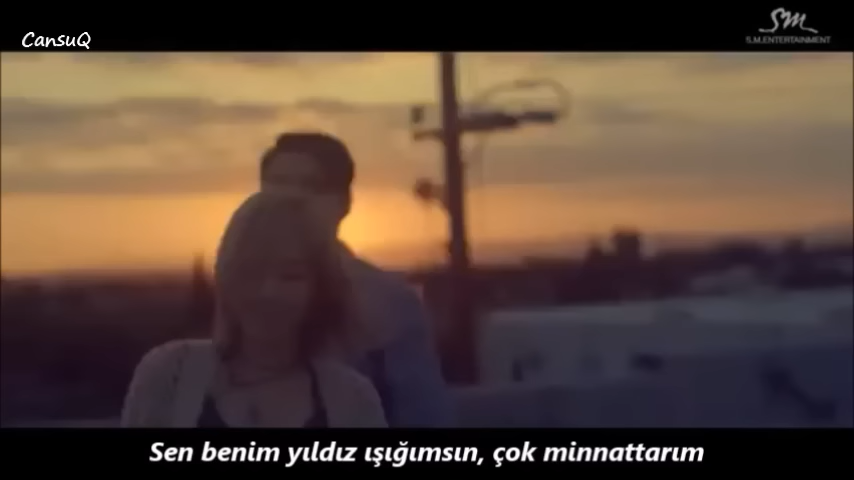 CansuQ
SM
S.M.ENTERTAINMENT
Sen benim yıldız ışığımsın, çok minnattarım